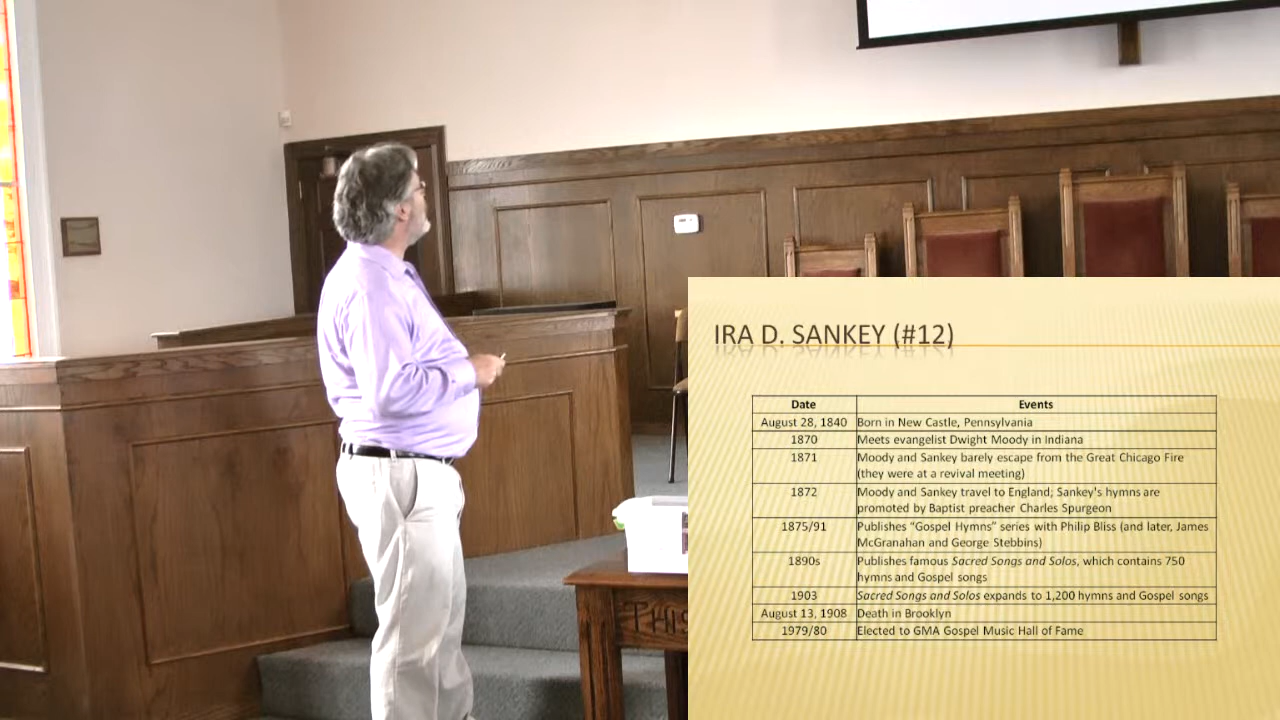 IRA D. SANKEY (#12)
Date Events
August 28, 1840 Born in New Castle, Pennsylvania
1870 Meets evangelist Dwight Moody in Indiana
1871 Moody and Sankey barely escape from the Great Chicago Fire
(they were at a revival meeting)
1872 Moody and Sankey travel to England; Sankey's hymns are
promoted by Baptist preacher Charles Spurgeon
1875/91 Publishes "Gospel Hymns" series with Philip Bliss (and later, James
McGranahan and George Stebbins)
1890s Publishes famous Sacred Songs and Solos, which contains 750
hymns and Gospel songs
1903 Sacred Songs and Solos expands to 1,200 hymns and Gospel songs
August 13, 1908 Death in Brooklyn
1979/80 Elected to GMA Gospel Music Hall of Fame
THIS